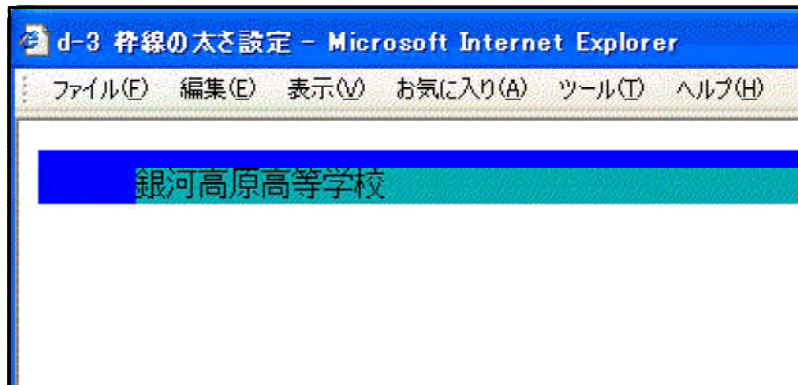 d-3 枠線の太さ設定 - Microsoft Internet Explorer
ファイル(F) 編集(E) 表示(V) お気に入り(A) ツール(T) ヘルプ(H)
銀河高原高等学校